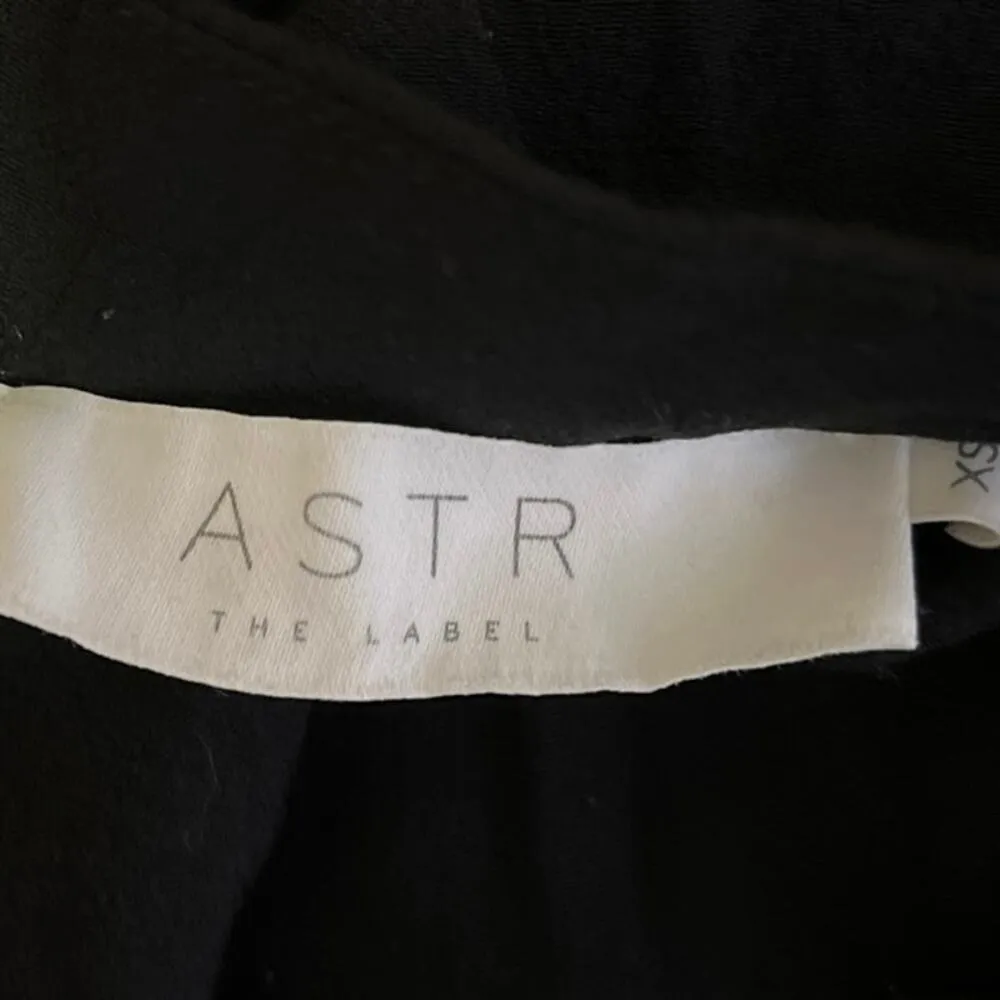 ASTR
THE LABEL
XS